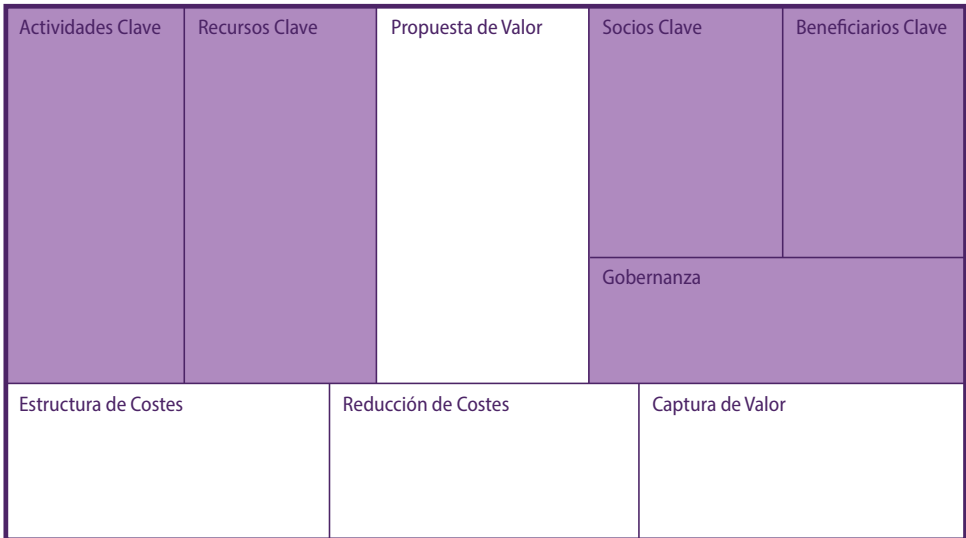 Actividades Clave
Recursos Clave
Propuesta de Valor
Socios Clave
Beneficiarios Clave
Gobernanza
Estructura de Costes
Reducción de Costes
Captura de Valor